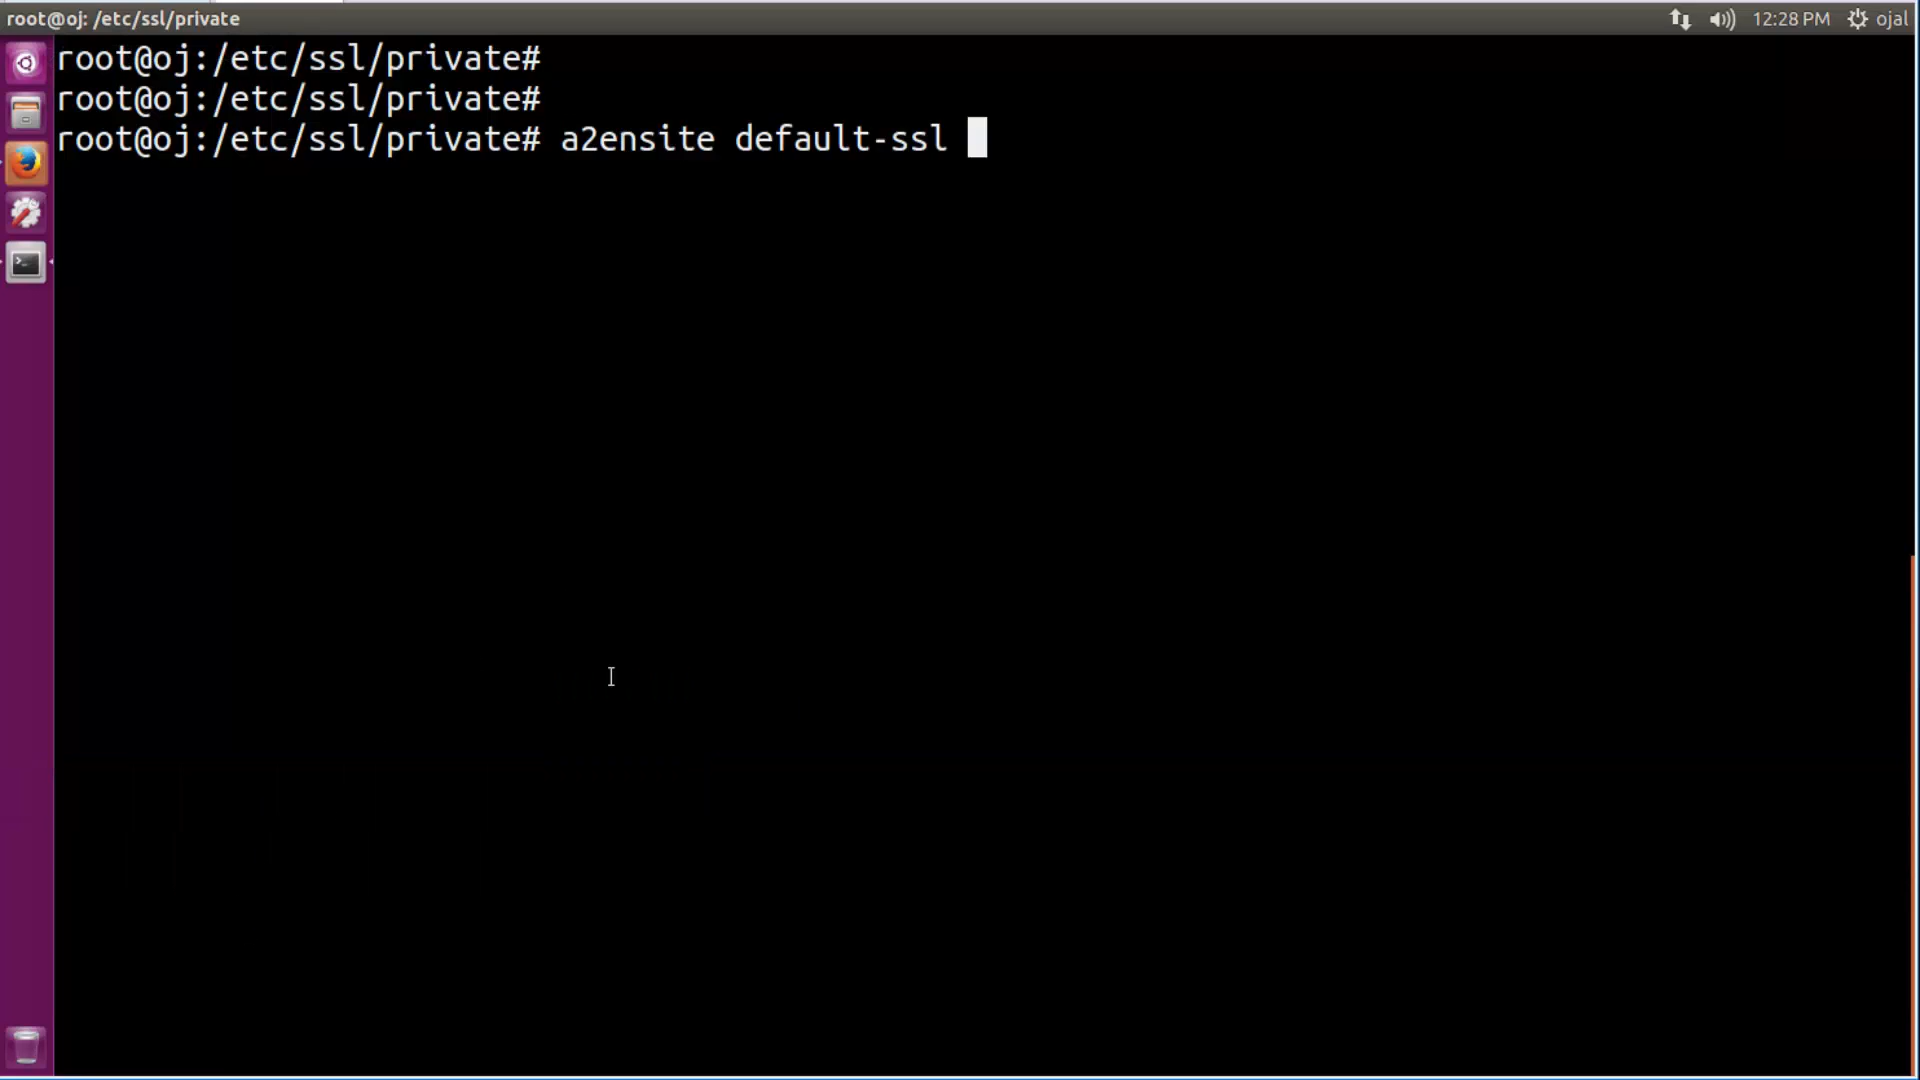 root@oj: /etc/ssl/private
12:28 PM
ojal
root@oj:/etc/ssl/private#
root@oj:/etc/ssl/private#
root@oj:/etc/ssl/private# a2ensite default-ssl